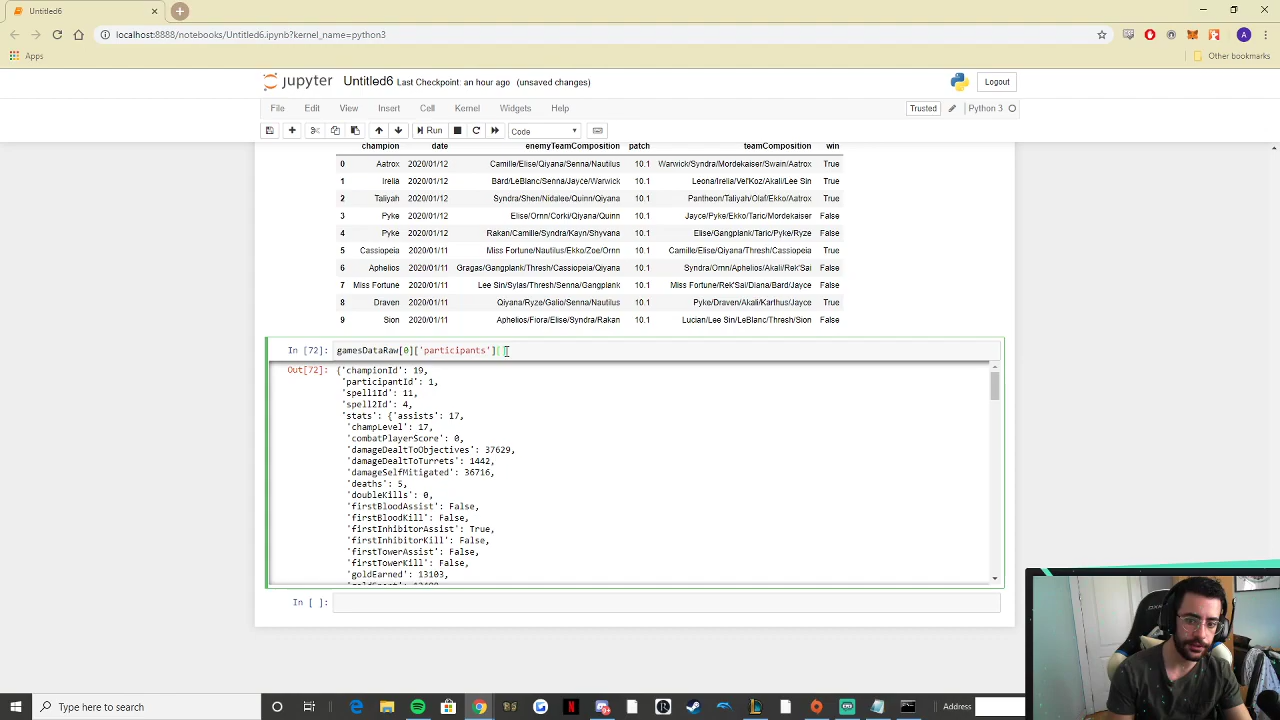 Untitled6
localhost:8888/notebooks/Untitled6.ipynb?kernel_name=python3
A
Apps
Other bookmarks
jupyter Untitled6 Last Checkpoint: an hour ago (unsaved changes)
Logout
File Edit View Insert Cell Kernel Widgets Help
Trusted Python 3
Run Code
champion date enemyTeamComposition patch teamComposition win
0 Aatrox 2020/01/12 Camille/Elise/Qiyana/Senna/Nautilus 10.1 Warwick/Syndra/Mordekaiser/Swain/Aatrox True
1 Irelia 2020/01/12 Bard/LeBlanc/Senna/Jayce/Warwick 10.1 Leona/Irelia/Vel'Koz/Akali/Lee Sin True
2 Taliyah 2020/01/12 Syndra/Shen/Nidalee/Quinn/Qiyana 10.1 Pantheon/Taliyah/Olaf/Ekko/Aatrox True
3 Pyke 2020/01/12 Elise/Ornn/Corki/Qiyana/Quinn 10.1 Jayce/Pyke/Ekko/Taric/Mordekaiser False
4 Pyke 2020/01/12 Rakan/Camille/Syndra/Kayn/Shyvana 10.1 Elise/Gangplank/Taric/Pyke/Ryze False
5 Cassiopeia 2020/01/11 Miss Fortune/Nautilus/Ekko/Zoe/Ornn 10.1 Camille/Elise/Qiyana/Thresh/Cassiopeia True
6 Aphelios 2020/01/11 Gragas/Gangplank/Thresh/Cassiopeia/Qiyana 10.1 Syndra/Ornn/Aphelios/Akali/Rek'Sai False
7 Miss Fortune 2020/01/11 Lee Sin/Sylas/Thresh/Senna/Gangplank 10.1 Miss Fortune/Rek'Sai/Diana/Bard/Jayce False
8 Draven 2020/01/11 Qiyana/Ryze/Galio/Senna/Nautilus 10.1 Pyke/Draven/Akali/Karthus/Jayce True
9 Sion 2020/01/11 Aphelios/Fiora/Elise/Syndra/Rakan 10.1 Lucian/Lee Sin/LeBlanc/Thresh/Sion False
In [72]: gamesDataRaw[0]['participants'][]
Out[72]: {'championId': 19,
'participantId': 1,
'spell1Id': 11,
'spell2Id': 4,
'stats': {'assists': 17,
'champLevel': 17,
'combatPlayerScore': 0,
'damageDealtToObjectives': 37629,
'damageDealtToTurrets': 1442,
'damageSelfMitigated': 36716,
'deaths': 5,
'doubleKills': 0,
'firstBloodAssist': False,
'firstBloodKill': False,
'firstInhibitorAssist': True,
'firstInhibitorKill': False,
'firstTowerAssist': False,
'firstTowerKill': False,
'goldEarned': 13103,
In [ ]:
Type here to search
Address